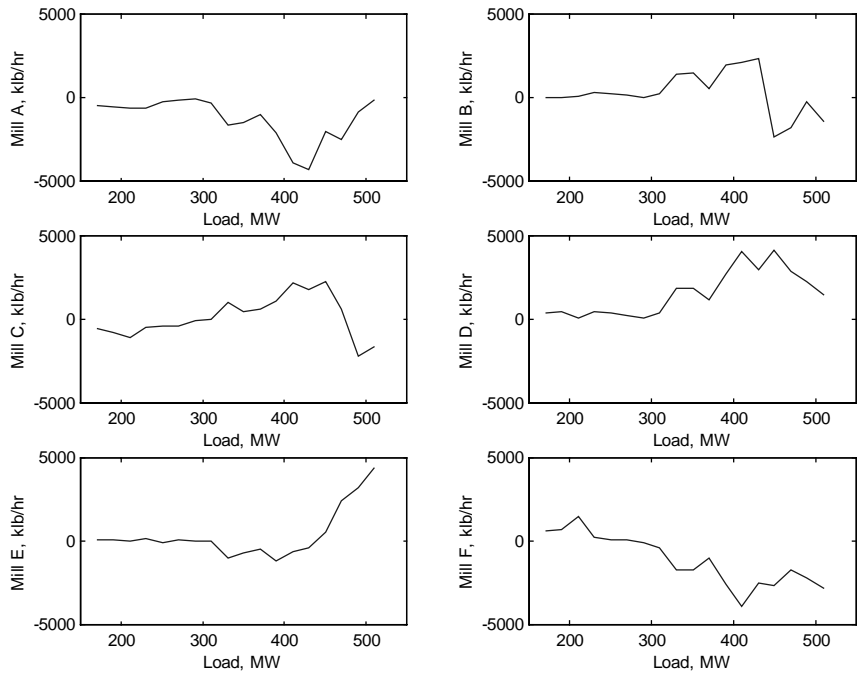 5000
0
-5000
Mill A, klb/hr
200 300 400 500
Load, MW
5000
0
-5000
Mill B, klb/hr
200 300 400 500
Load, MW
5000
0
-5000
Mill C, klb/hr
200 300 400 500
Load, MW
5000
0
-5000
Mill D, klb/hr
200 300 400 500
Load, MW
5000
0
-5000
Mill E, klb/hr
200 300 400 500
Load, MW
5000
0
-5000
Mill F, klb/hr
200 300 400 500
Load, MW